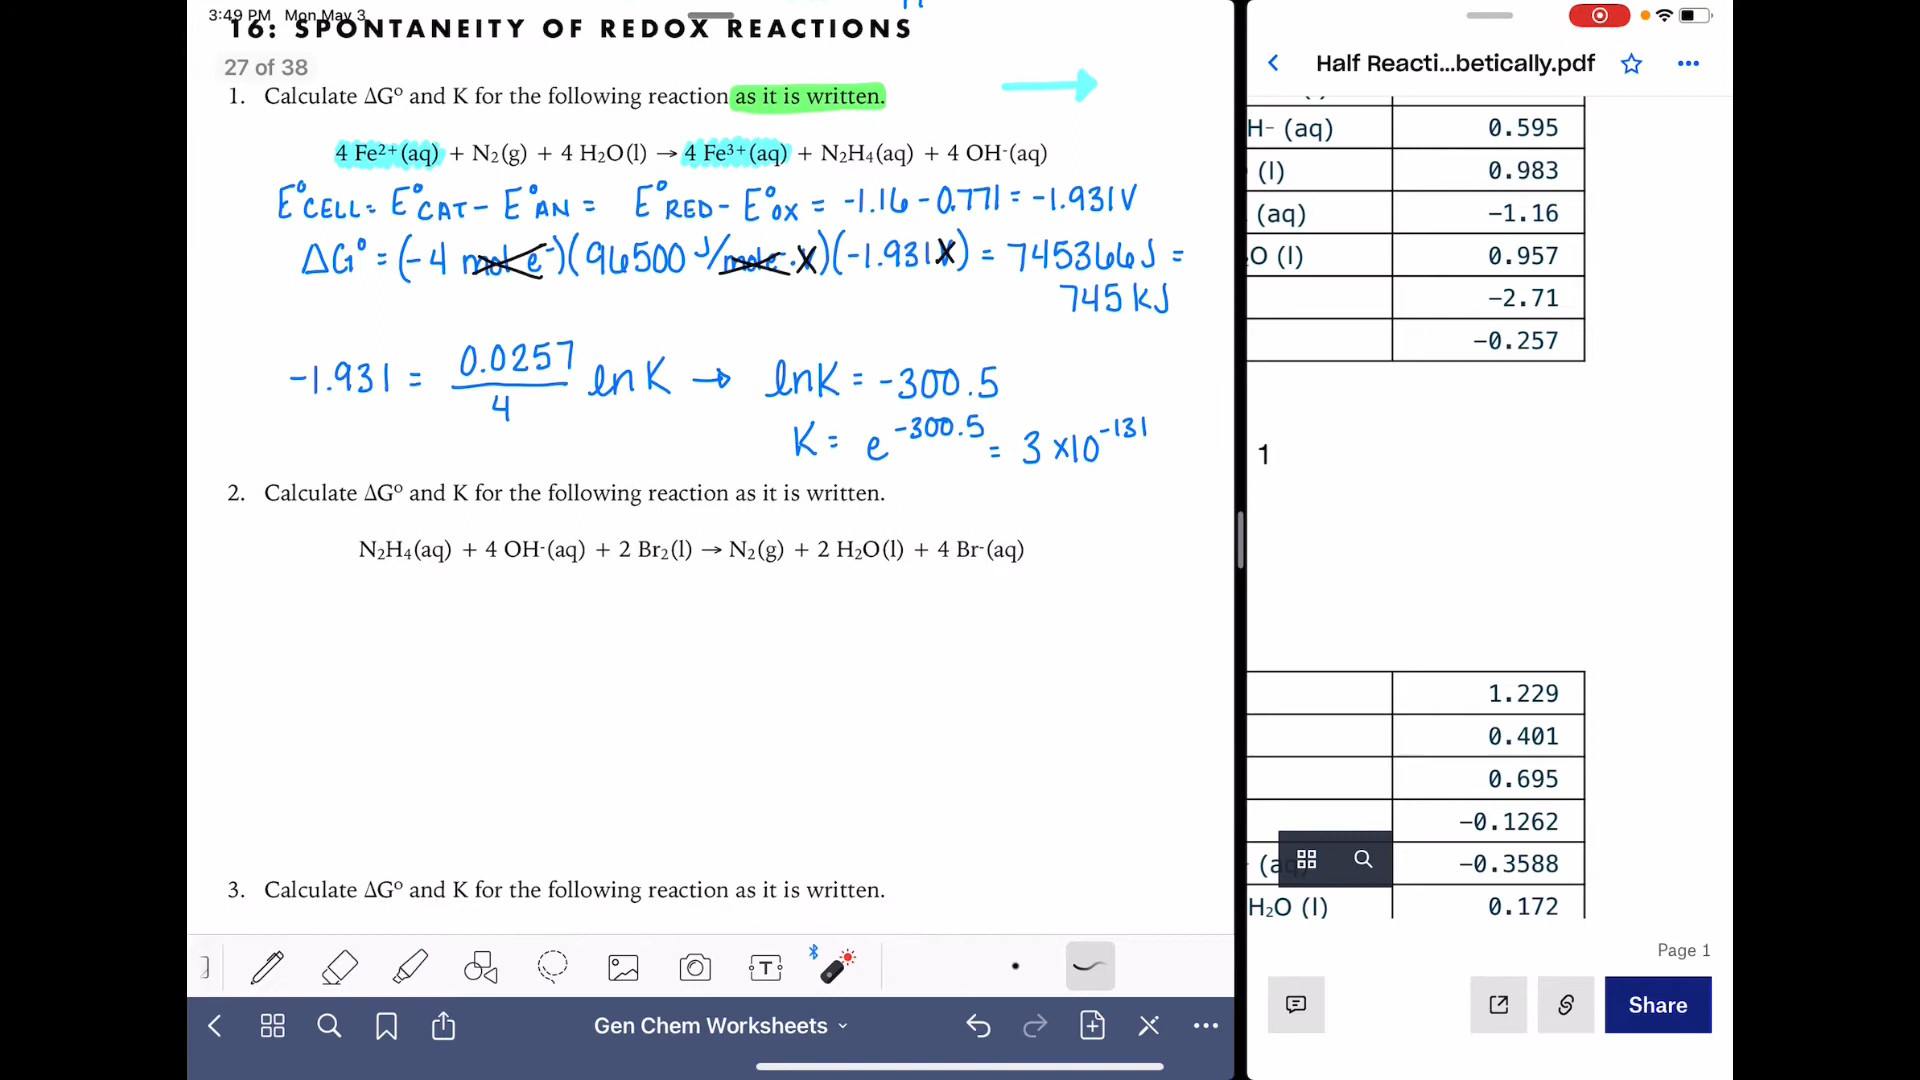 3:49 PM Mon May 3
16: SPONTANEITY OF REDOX REACTIONS
27 of 38
1. Calculate ΔG° and K for the following reaction as it is written.
4 Fe²⁺(aq) + N₂(g) + 4 H₂O(l) → 4 Fe³⁺(aq) + N₂H₄(aq) + 4 OH⁻(aq)
E°CELL = E°CAT - E°AN = E°RED - E°OX = -1.16 - 0.771 = -1.931V
ΔG° = (-4 mol e⁻)(96500 J/mole·V)(-1.931V) = 745366J =
745 KJ
-1.931 = 0.0257/4 lnK → lnK = -300.5
K = e^-300.5 = 3 x10^-131
2. Calculate ΔG° and K for the following reaction as it is written.
N₂H₄(aq) + 4 OH⁻(aq) + 2 Br₂(l) → N₂(g) + 2 H₂O(l) + 4 Br⁻(aq)
3. Calculate ΔG° and K for the following reaction as it is written.
T
Gen Chem Worksheets
Half Reacti...betically.pdf
H⁻ (aq) 0.595
(l) 0.983
(aq) -1.16
O (l) 0.957
-2.71
-0.257
1
1.229
0.401
0.695
-0.1262
-0.3588
H₂O (l) 0.172
Page 1
Share